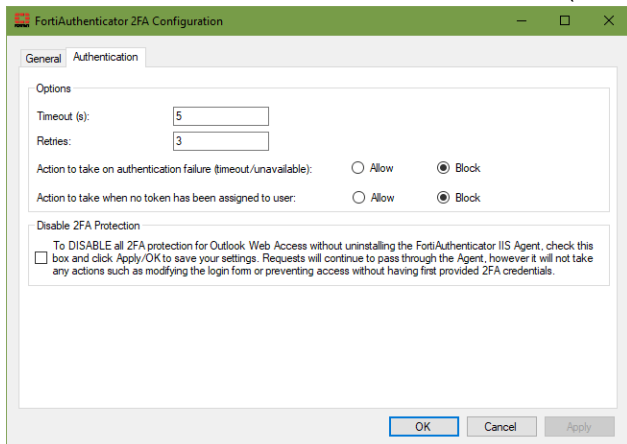 FortiAuthenticator 2FA Configuration
General Authentication
Options
Timeout (s): 5
Retries: 3
Action to take on authentication failure (timeout/unavailable): Allow Block
Action to take when no token has been assigned to user: Allow Block
Disable 2FA Protection
To DISABLE all 2FA protection for Outlook Web Access without uninstalling the FortiAuthenticator IIS Agent, check this
box and click Apply/OK to save your settings. Requests will continue to pass through the Agent, however it will not take
any actions such as modifying the login form or preventing access without having first provided 2FA credentials.
OK Cancel Apply